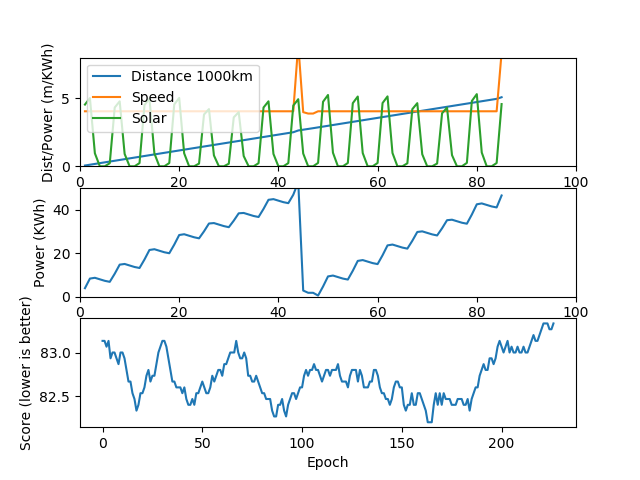 Dist/Power (m/KWh)
Distance 1000km
Speed
Solar
5
0
0 20 40 60 80 100
Power (KWh)
40
20
0
0 20 40 60 80 100
Score (lower is better)
83.0
82.5
0 50 100 150 200
Epoch